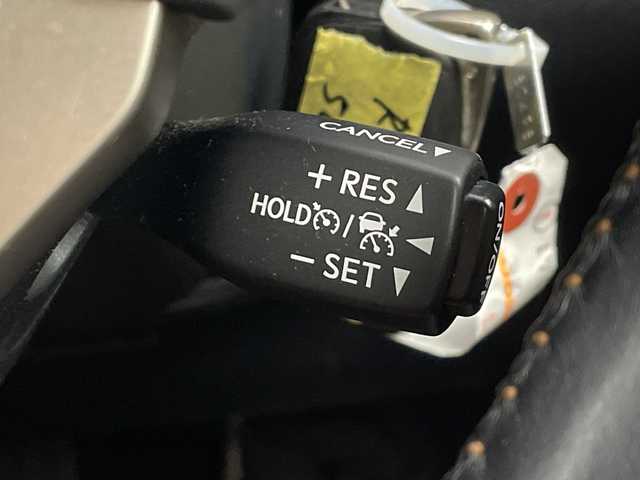 CANCEL▼
+ RES ▲
HOLD / ◀
− SET ▼
ON/OFF
R
S